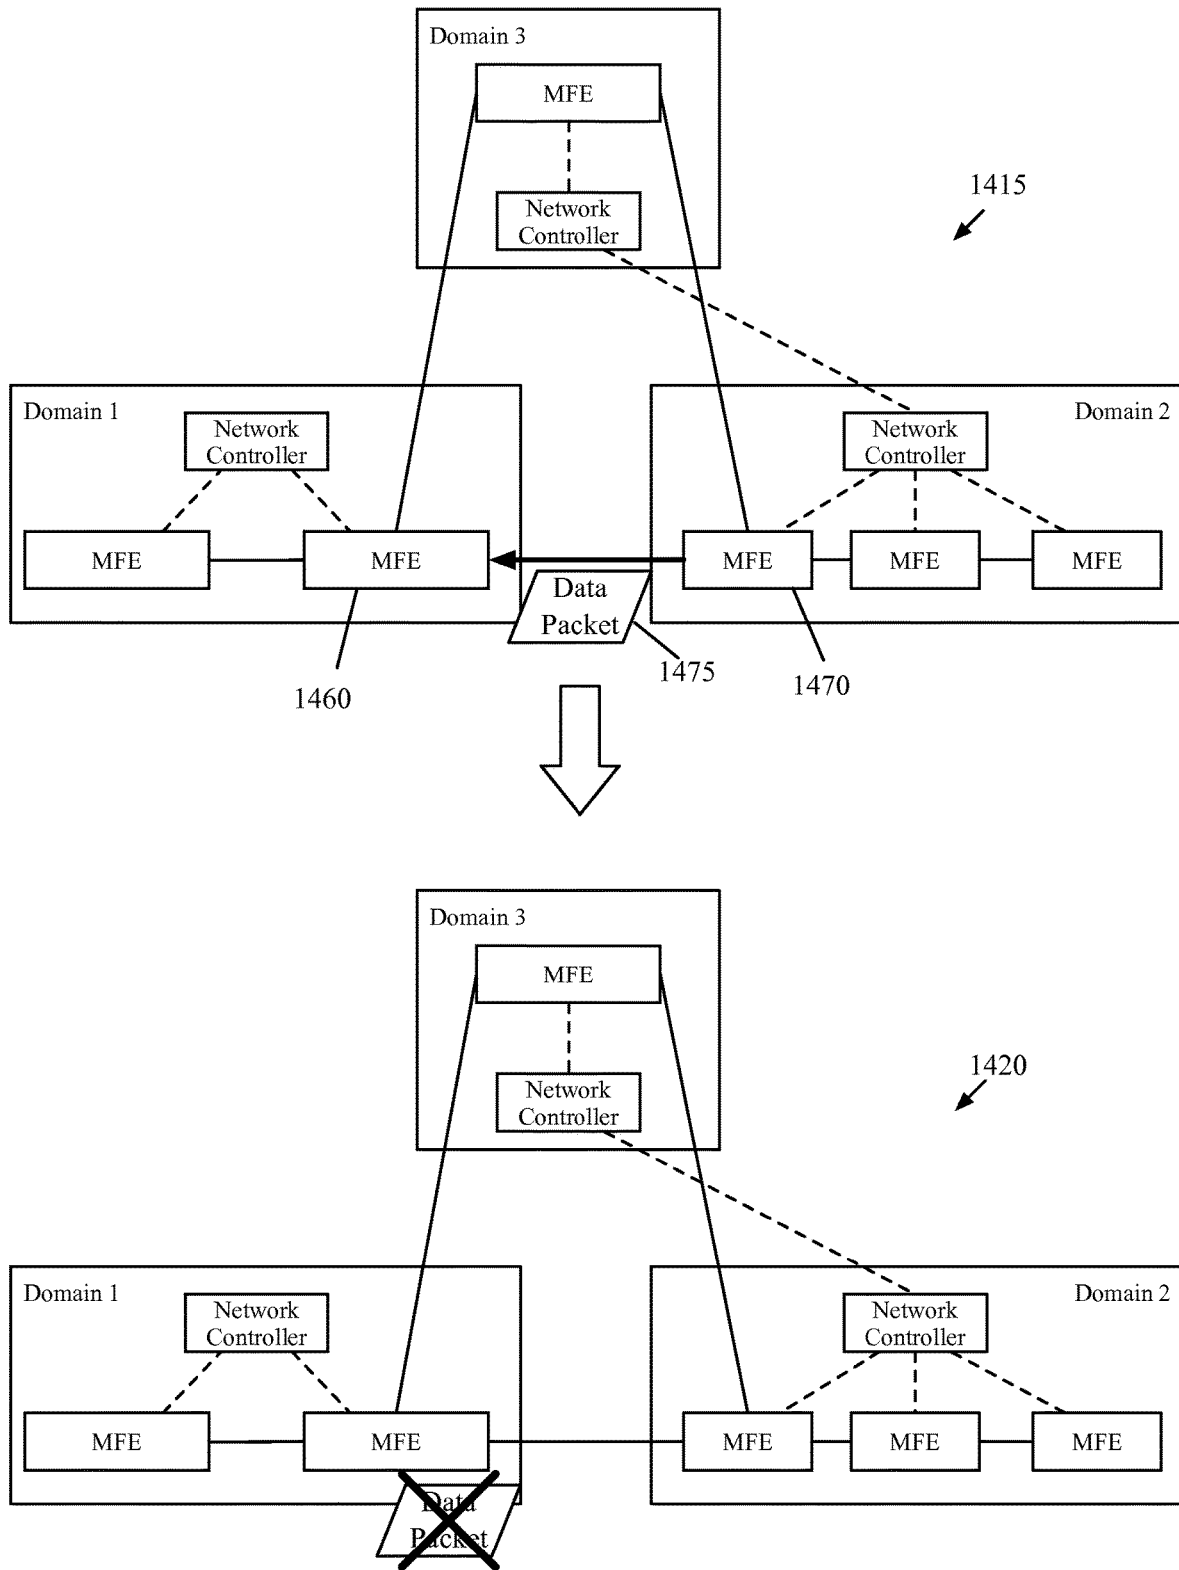 Domain 3
MFE
Network
Controller
1415
Domain 1
Network
Controller
MFE
MFE
Domain 2
Network
Controller
MFE
MFE
MFE
Data
Packet
1460
1475
1470
Domain 3
MFE
Network
Controller
1420
Domain 1
Network
Controller
MFE
MFE
Domain 2
Network
Controller
MFE
MFE
MFE
Data
Packet